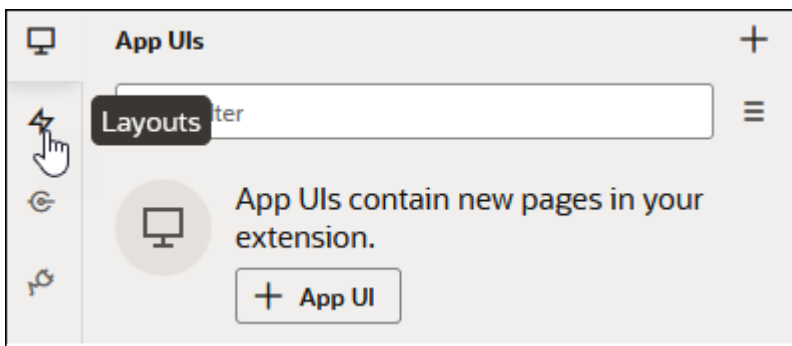 App UIs
Layouts
lter
App UIs contain new pages in your
extension.
App UI